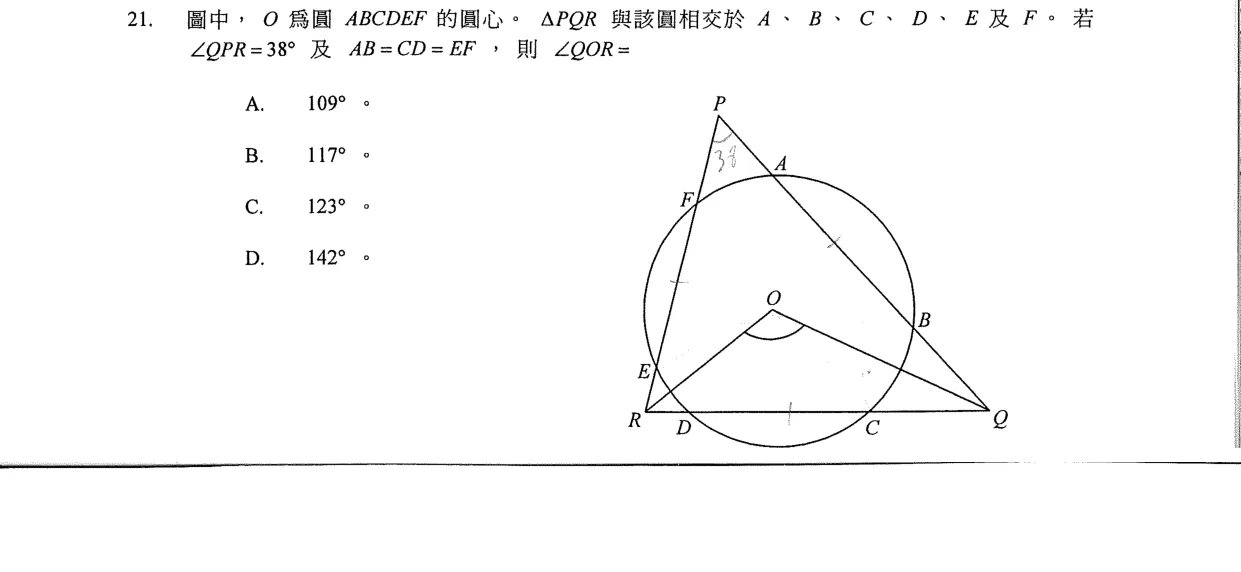 21. 圖中，O 為圓 ABCDEF 的圓心。 ΔPQR 與該圓相交於 A、B、C、D、E 及 F。若
∠QPR = 38° 及 AB = CD = EF ，則 ∠QOR =
A. 109° 。
B. 117° 。
C. 123° 。
D. 142° 。
P
38
A
F
O
B
E
R
D
C
Q